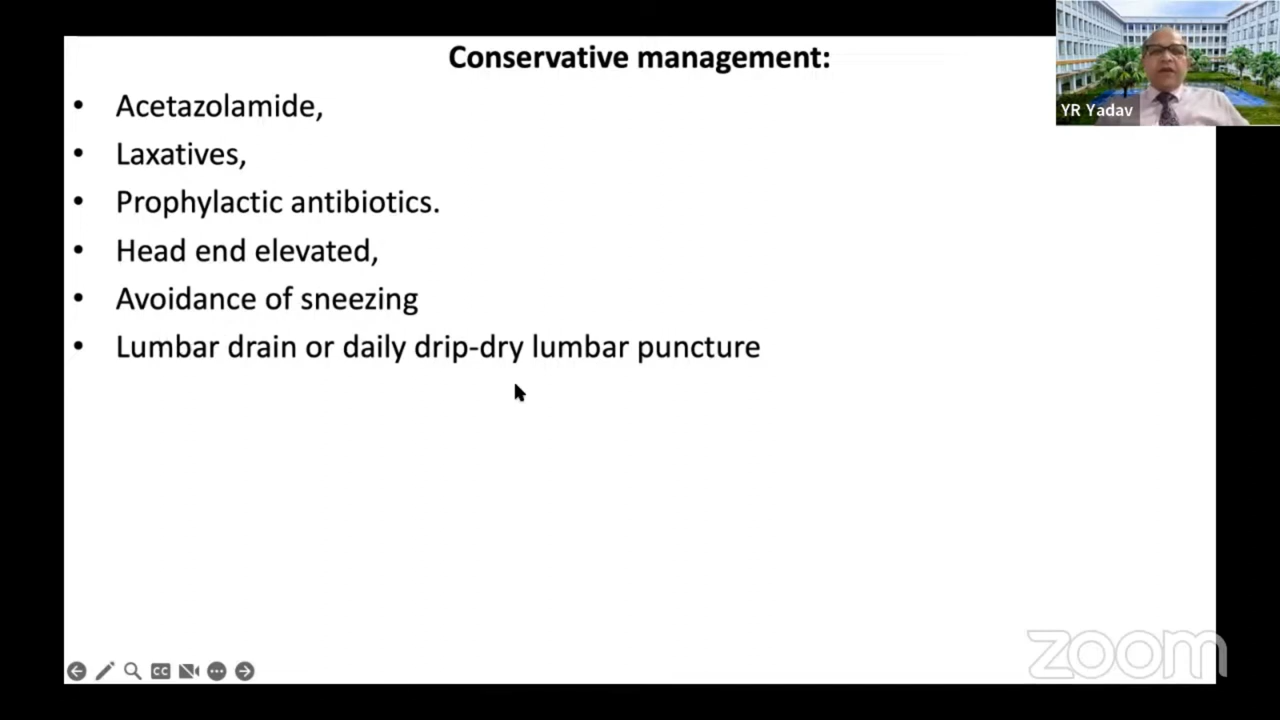 Conservative management:
• Acetazolamide,
• Laxatives,
• Prophylactic antibiotics.
• Head end elevated,
• Avoidance of sneezing
• Lumbar drain or daily drip-dry lumbar puncture
YR Yadav
CC
zoom